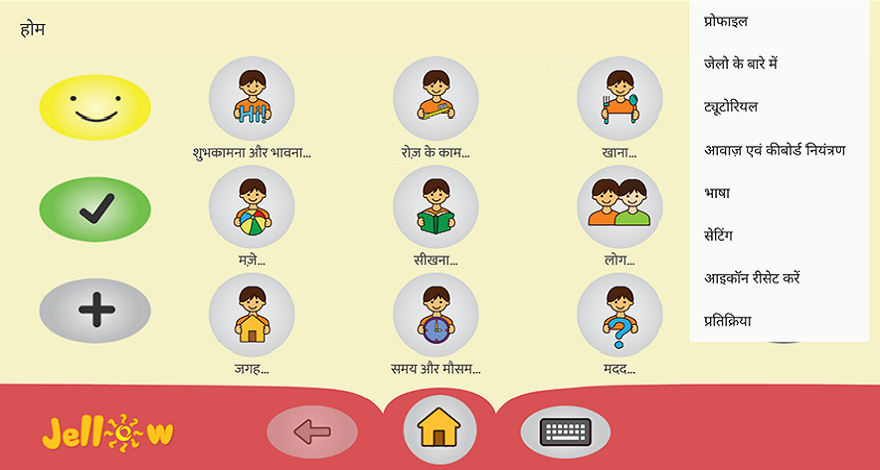 होम
प्रोफाइल
जेलो के बारे में
ट्यूटोरियल
आवाज़ एवं कीबोर्ड नियंत्रण
भाषा
सेटिंग
आइकॉन रीसेट करें
प्रतिक्रिया
Hi!
शुभकामना और भावना...
रोज़ के काम...
खाना...
मज़े...
सीखना...
लोग...
?
जगह...
समय और मौसम...
मदद...
Jellow